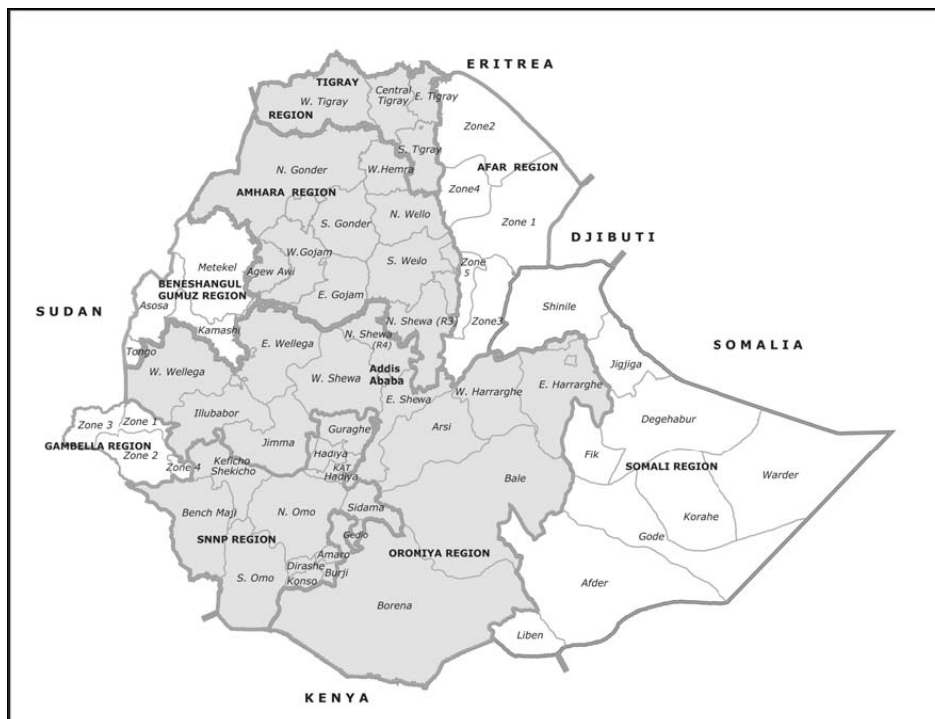 ERITREA
TIGRAY
REGION
W. Tigray
Central
Tigray
E. Tigray
S. Tigray
Zone2
AFAR REGION
Zone4
Zone 1
Zone
5
Zone3
N. Gonder
W.Hemra
AMHARA REGION
S. Gonder
N. Wello
W.Gojam
S. Wello
Agew Awi
E. Gojam
N. Shewa (R3)
DJIBUTI
Metekel
BENESHANGUL
GUMUZ REGION
Asosa
Kamashi
Tongo
SUDAN
Shinile
SOMALIA
Jigjiga
N. Shewa
(R4)
E. Wellega
W. Wellega
W. Shewa
Addis
Ababa
E. Shewa
W. Harrarghe
E. Harrarghe
Arsi
Degehabur
Fik
SOMALI REGION
Warder
Korahe
Gode
Afder
Liben
Illubabor
Jimma
Guraghe
Hadiya
KAT
Hadiya
Zone 3
Zone 1
GAMBELLA REGION
Zone 2
Zone 4
Keficho
Shekicho
Bale
Bench Maji
N. Omo
Sidama
Gedio
SNNP REGION
OROMIYA REGION
Amaro
Dirashe
Burji
Konso
S. Omo
Borena
KENYA